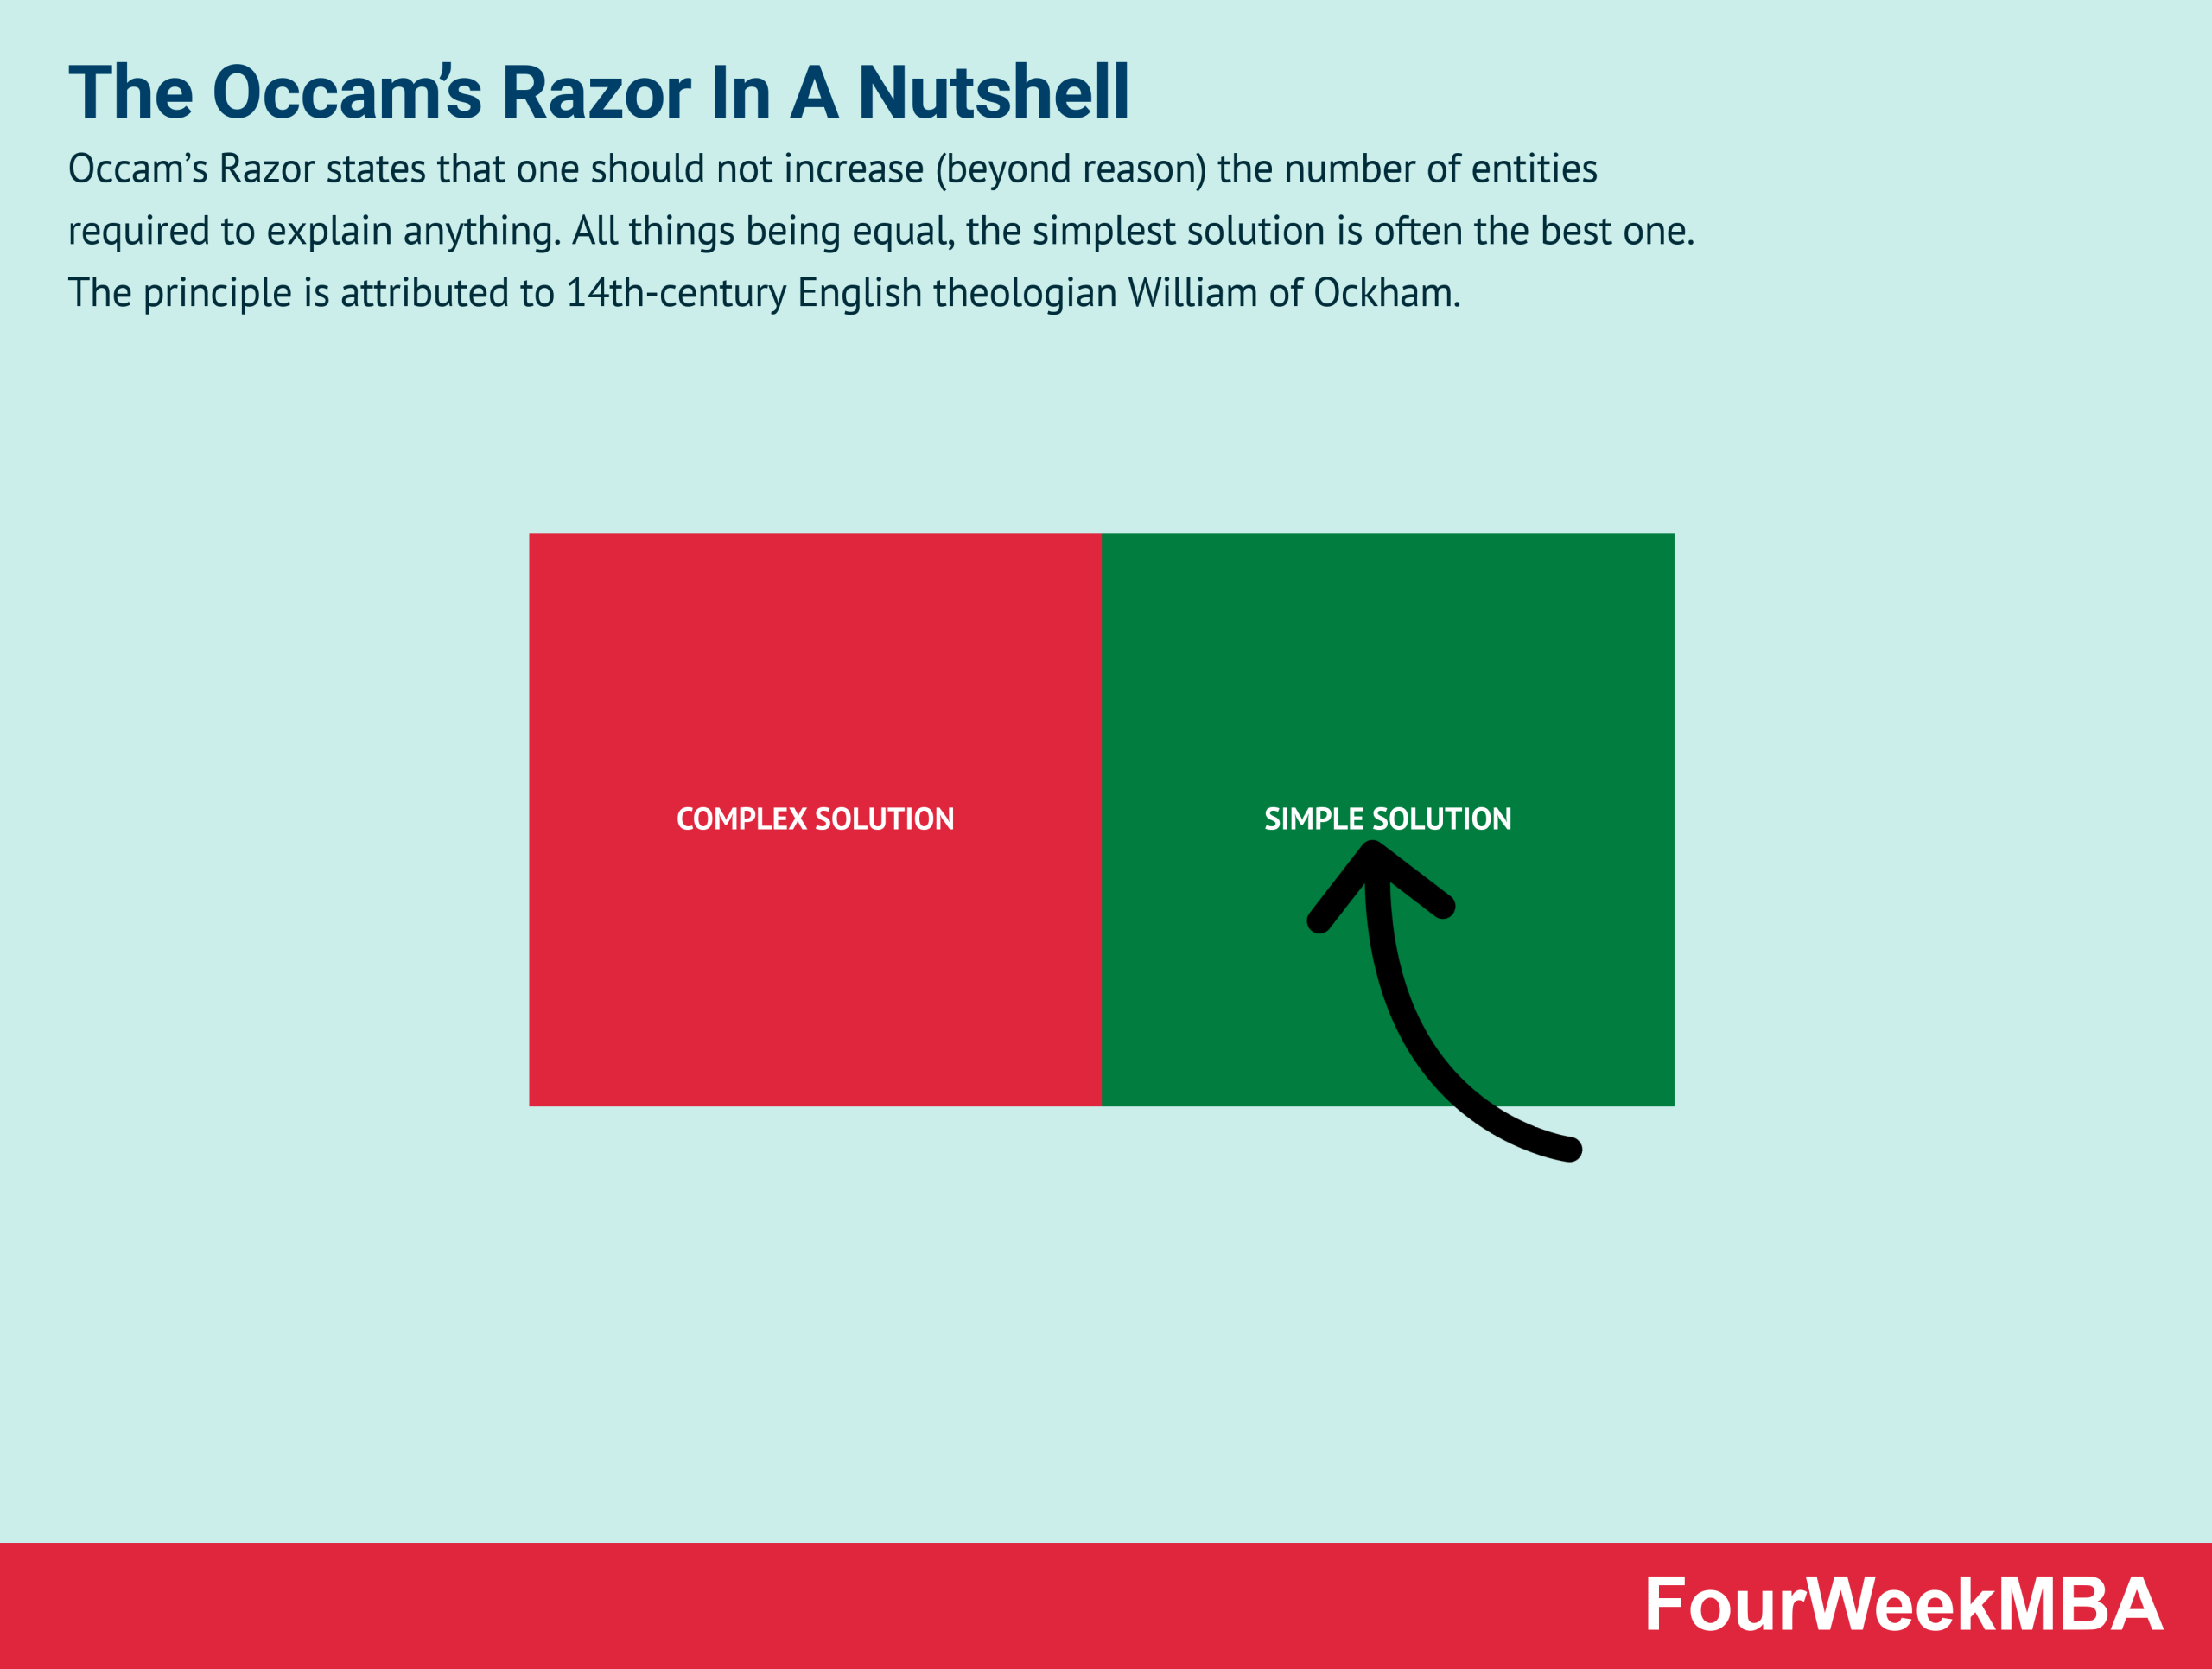 The Occam’s Razor In A Nutshell
Occam’s Razor states that one should not increase (beyond reason) the number of entities
required to explain anything. All things being equal, the simplest solution is often the best one.
The principle is attributed to 14th-century English theologian William of Ockham.
COMPLEX SOLUTION
SIMPLE SOLUTION
FourWeekMBA